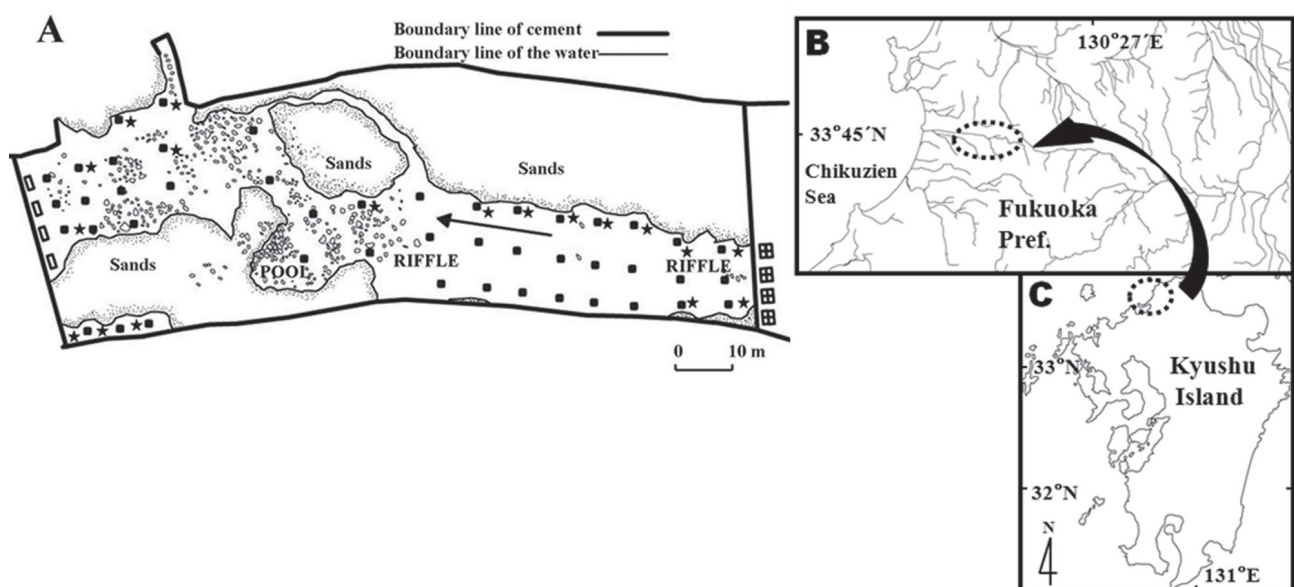 A
Boundary line of cement
Boundary line of the water
Sands
Sands
Sands
POOL
RIFFLE
RIFFLE
0 10 m
B
130°27´E
33°45´N
Chikuzien
Sea
Fukuoka
Pref.
C
33°N
Kyushu
Island
32°N
N
131°E